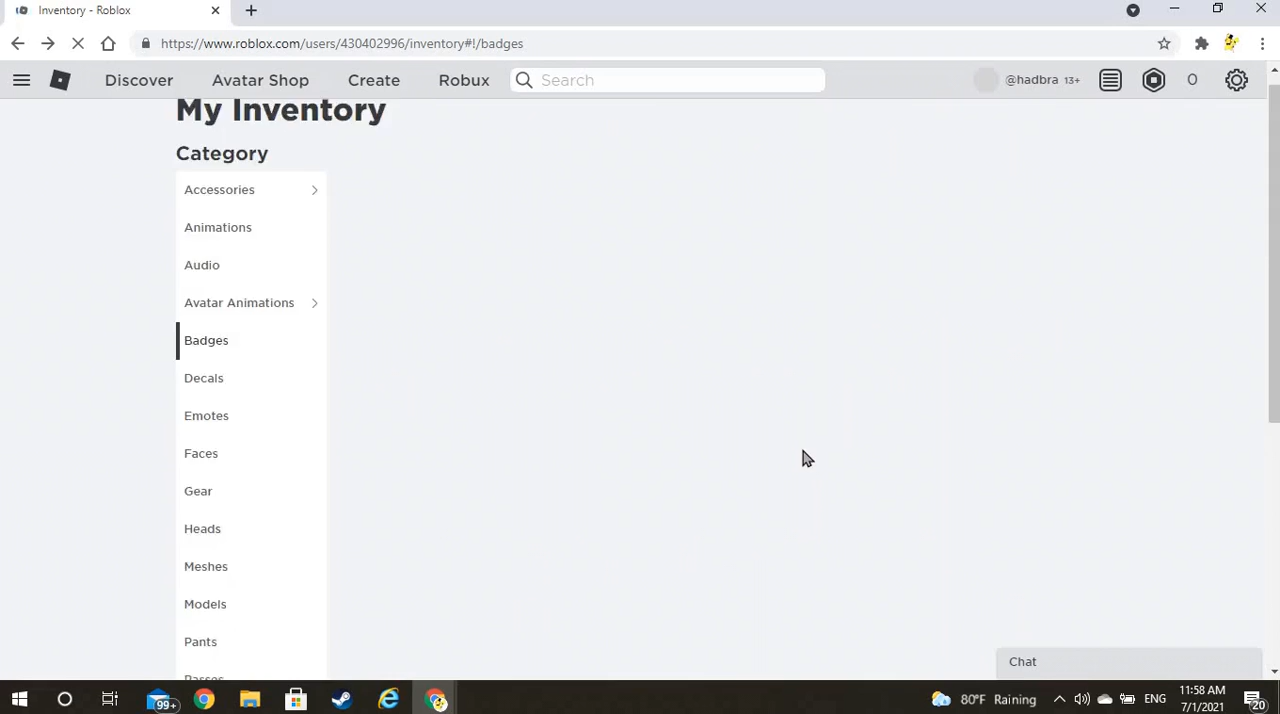 Inventory - Roblox
https://www.roblox.com/users/430402996/inventory#!/badges
Discover Avatar Shop Create Robux Search @hadbra 13+ 0
My Inventory
Category
Accessories
Animations
Audio
Avatar Animations
Badges
Decals
Emotes
Faces
Gear
Heads
Meshes
Models
Pants
Passes
Chat
99+ 80°F Raining ENG 11:58 AM
7/1/2021 20